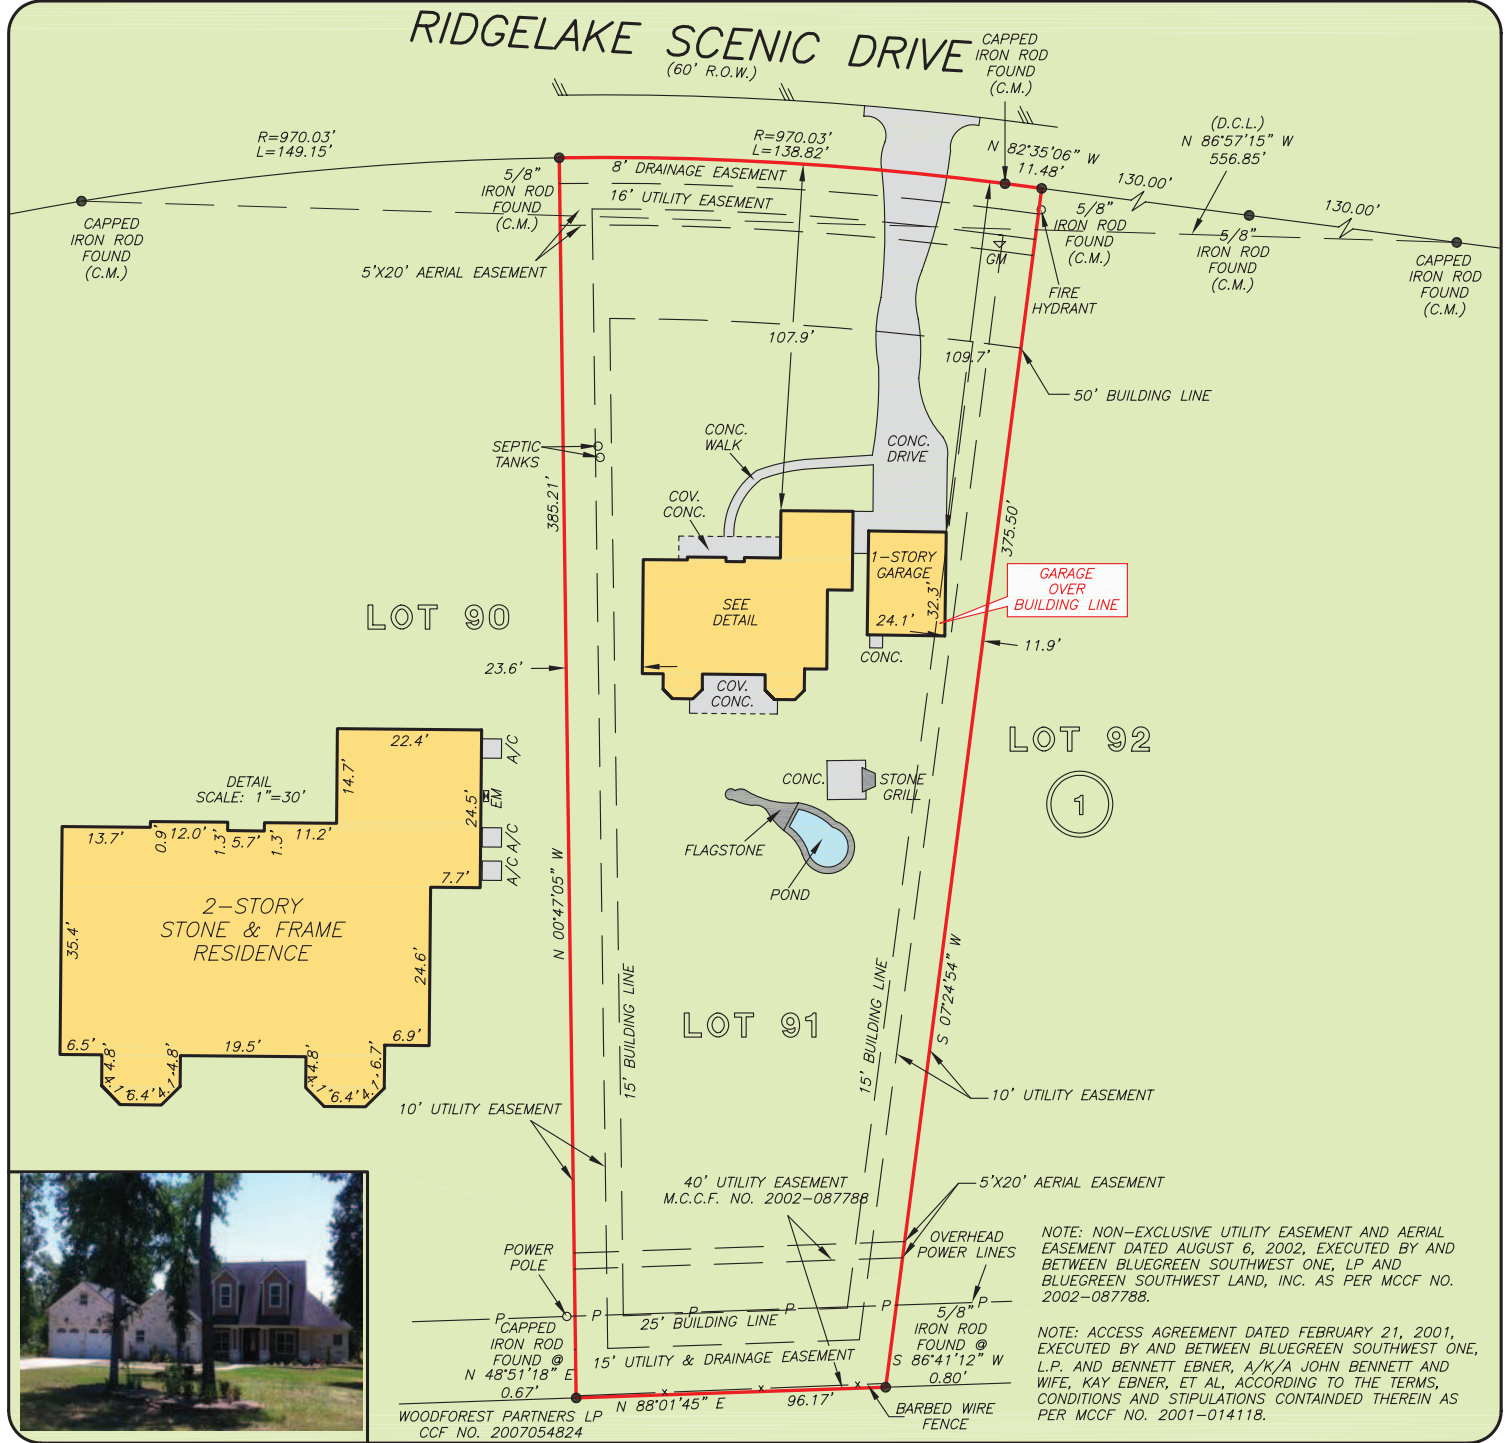 RIDGELAKE SCENIC DRIVE
(60' R.O.W.)
CAPPED
IRON ROD
FOUND
(C.M.)
R=970.03'
L=149.15'
R=970.03'
L=138.82'
N 82°35'06" W
11.48'
(D.C.L.)
N 86°57'15" W
556.85'
130.00'
130.00'
8' DRAINAGE EASEMENT
16' UTILITY EASEMENT
5/8"
IRON ROD
FOUND
(C.M.)
CAPPED
IRON ROD
FOUND
(C.M.)
5'X20' AERIAL EASEMENT
5/8"
IRON ROD
FOUND
(C.M.)
5/8"
IRON ROD
FOUND
(C.M.)
CAPPED
IRON ROD
FOUND
(C.M.)
GM
FIRE
HYDRANT
107.9'
109.7'
50' BUILDING LINE
CONC.
WALK
CONC.
DRIVE
SEPTIC
TANKS
COV.
CONC.
385.21'
375.50'
1-STORY
GARAGE
32.3'
24.1'
GARAGE
OVER
BUILDING LINE
SEE
DETAIL
LOT 90
23.6'
11.9'
CONC.
COV.
CONC.
LOT 92
1
DETAIL
SCALE: 1"=30'
22.4'
14.7'
A/C
EM
24.5'
A/C
A/C
13.7'
0.9'
12.0'
1.3'
5.7'
1.3'
11.2'
7.7'
2-STORY
STONE & FRAME
RESIDENCE
35.4'
24.6'
6.5'
4.8'
4.1'
6.4'
4.1'
4.8'
19.5'
4.8'
4.1'
6.4'
4.1'
6.7'
6.9'
CONC.
STONE
GRILL
FLAGSTONE
POND
N 00°47'05" W
S 07°24'54" W
15' BUILDING LINE
15' BUILDING LINE
LOT 91
10' UTILITY EASEMENT
10' UTILITY EASEMENT
40' UTILITY EASEMENT
M.C.C.F. NO. 2002-087788
5'X20' AERIAL EASEMENT
POWER
POLE
OVERHEAD
POWER LINES
P P P P P P
25' BUILDING LINE
CAPPED
IRON ROD
FOUND @
N 48°51'18" E
0.67'
5/8"
IRON ROD
FOUND @
S 86°41'12" W
0.80'
15' UTILITY & DRAINAGE EASEMENT
x x x
N 88°01'45" E
96.17'
BARBED WIRE
FENCE
WOODFOREST PARTNERS LP
CCF NO. 2007054824
NOTE: NON-EXCLUSIVE UTILITY EASEMENT AND AERIAL
EASEMENT DATED AUGUST 6, 2002, EXECUTED BY AND
BETWEEN BLUEGREEN SOUTHWEST ONE, LP AND
BLUEGREEN SOUTHWEST LAND, INC. AS PER MCCF NO.
2002-087788.
NOTE: ACCESS AGREEMENT DATED FEBRUARY 21, 2001,
EXECUTED BY AND BETWEEN BLUEGREEN SOUTHWEST ONE,
L.P. AND BENNETT EBNER, A/K/A JOHN BENNETT AND
WIFE, KAY EBNER, ET AL, ACCORDING TO THE TERMS,
CONDITIONS AND STIPULATIONS CONTAINDED THEREIN AS
PER MCCF NO. 2001-014118.